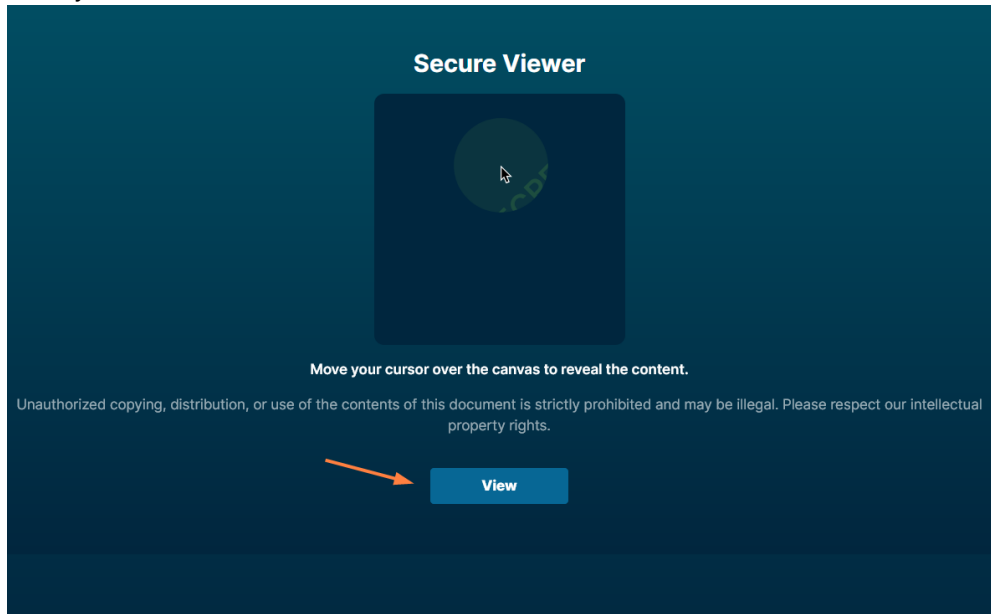 Secure Viewer
Move your cursor over the canvas to reveal the content.
Unauthorized copying, distribution, or use of the contents of this document is strictly prohibited and may be illegal. Please respect our intellectual
property rights.
View